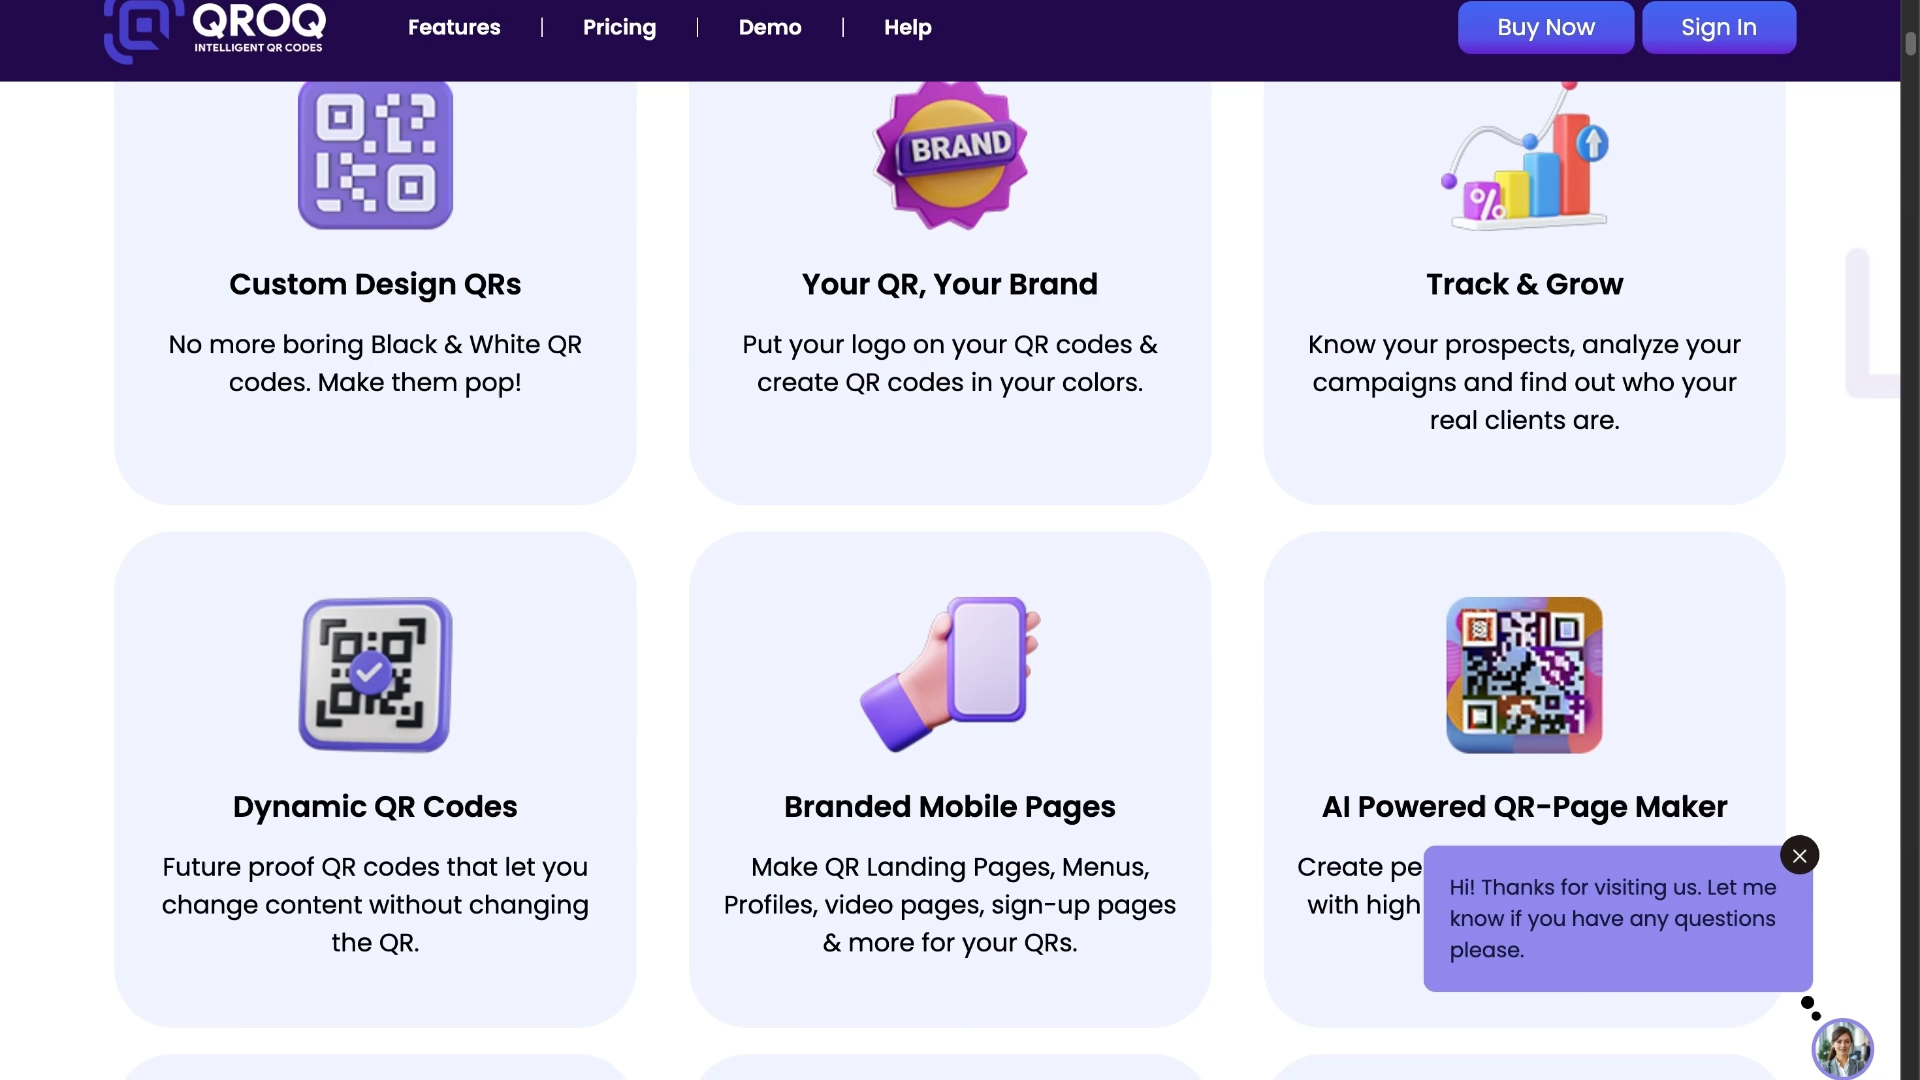 QROQ
INTELLIGENT QR CODES
Features
Pricing
Demo
Help
Buy Now
Sign In
BRAND
%
Custom Design QRs
No more boring Black & White QR
codes. Make them pop!
Your QR, Your Brand
Put your logo on your QR codes &
create QR codes in your colors.
Track & Grow
Know your prospects, analyze your
campaigns and find out who your
real clients are.
Dynamic QR Codes
Future proof QR codes that let you
change content without changing
the QR.
Branded Mobile Pages
Make QR Landing Pages, Menus,
Profiles, video pages, sign-up pages
& more for your QRs.
AI Powered QR-Page Maker
Create pe
with high
Hi! Thanks for visiting us. Let me
know if you have any questions
please.